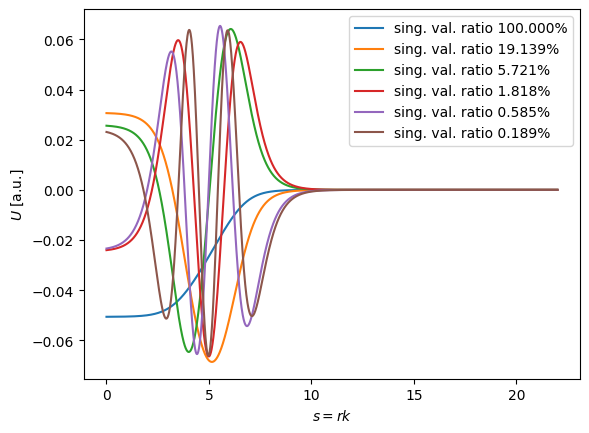 sing. val. ratio 100.000%
sing. val. ratio 19.139%
sing. val. ratio 5.721%
sing. val. ratio 1.818%
sing. val. ratio 0.585%
sing. val. ratio 0.189%
0.06
0.04
0.02
0.00
−0.02
−0.04
−0.06
U [a.u.]
0 5 10 15 20
s = rk